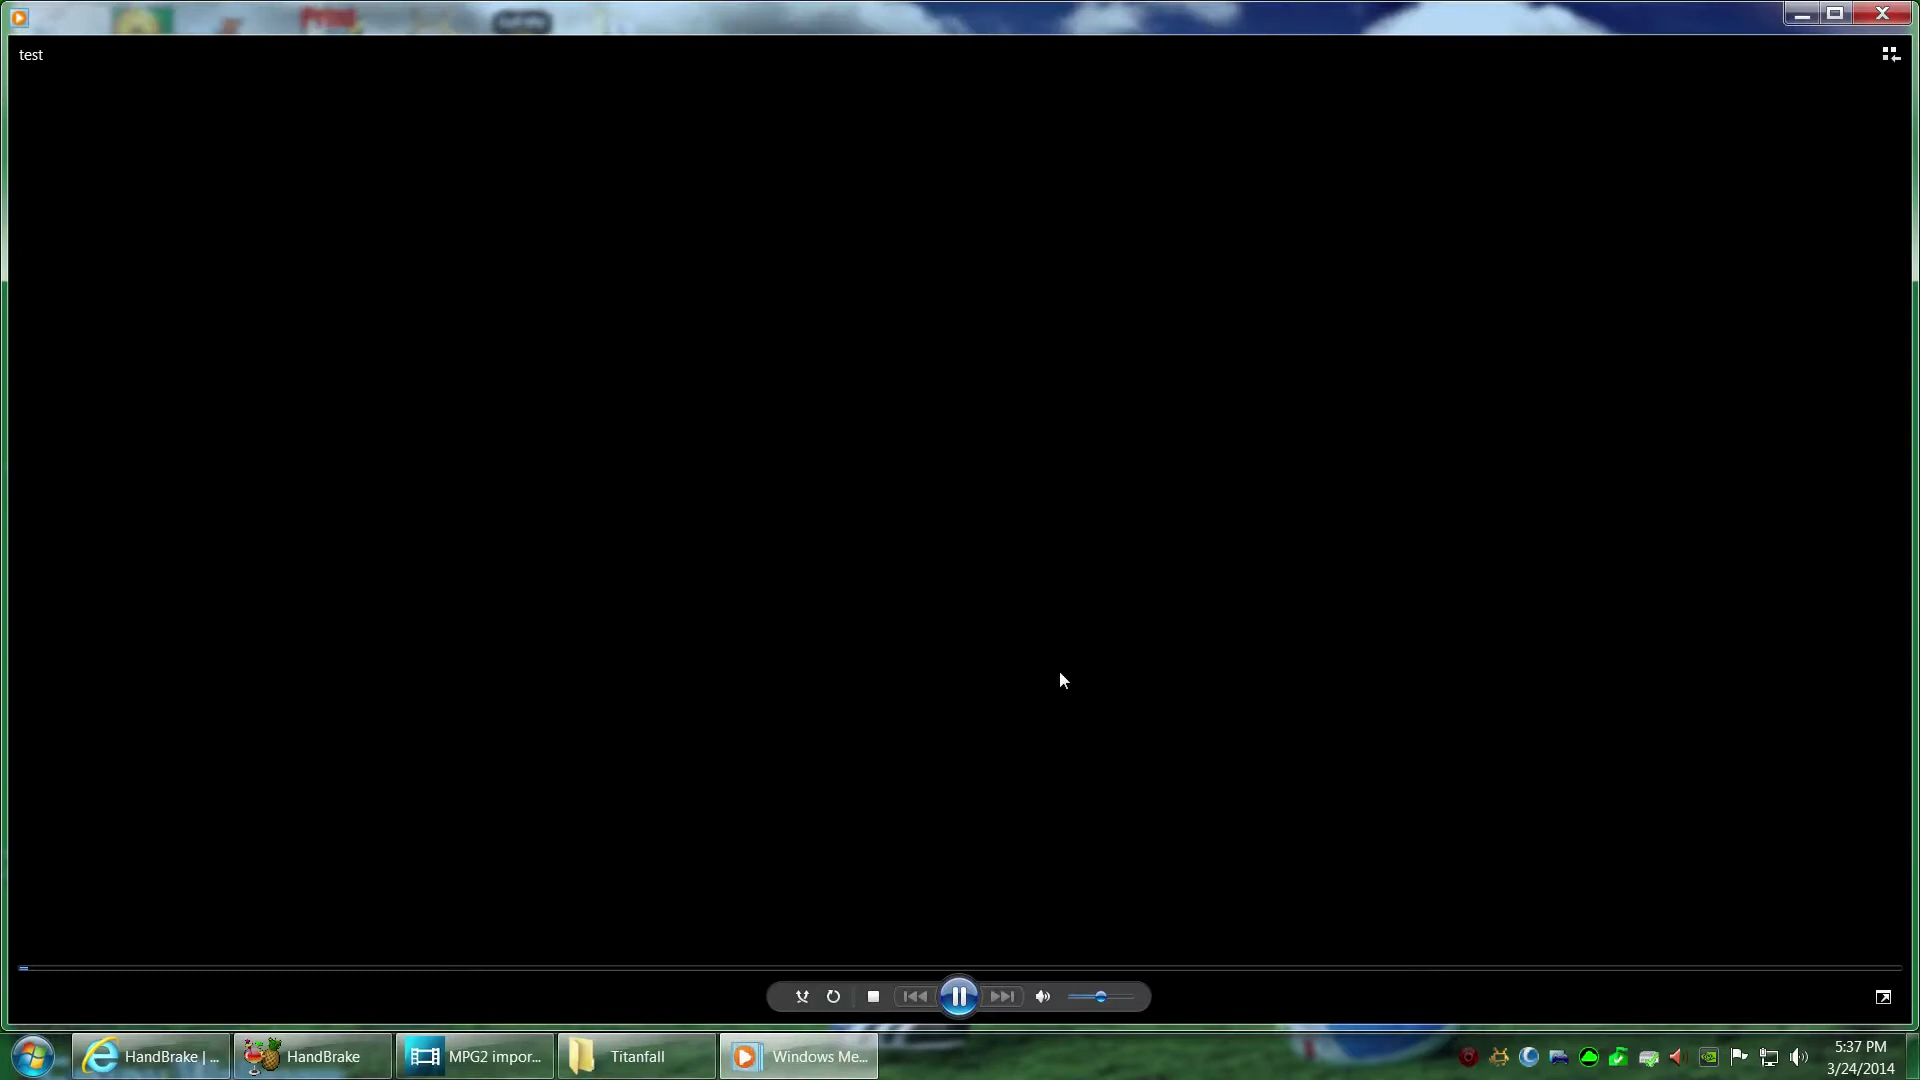 test
HandBrake | ...
HandBrake
MPG2 impor...
Titanfall
Windows Me...
5:37 PM
3/24/2014